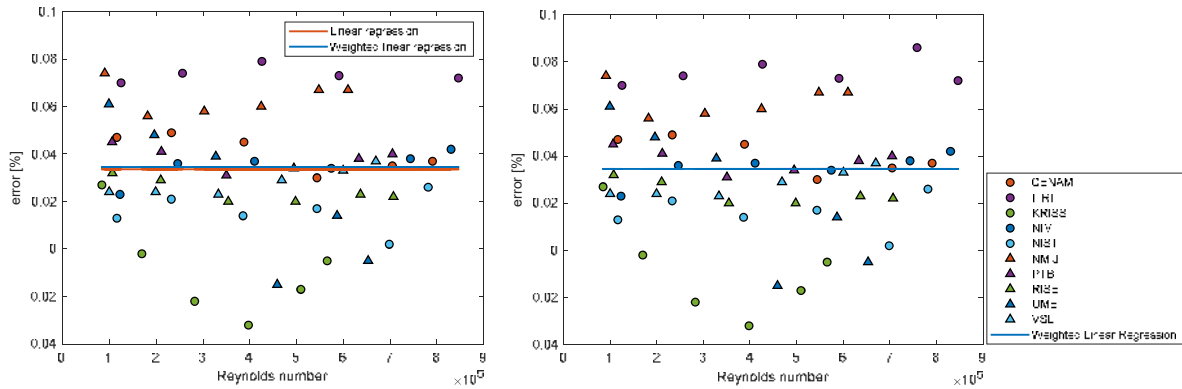 0.1
0.08
0.06
0.04
0.02
0
0.02
0.04
error [%]
0 1 2 3 4 5 6 7 8 9
Reynolds number
×10⁵
Linear regression
Weighted linear regression
0.1
0.08
0.06
0.04
0.02
0
0.02
0.04
error [%]
0 1 2 3 4 5 6 7 8 9
Reynolds number
×10⁵
CENAM
KRISS
NIST
NMIJ
PTB
RISE
UME
VSL
Weighted Linear Regression